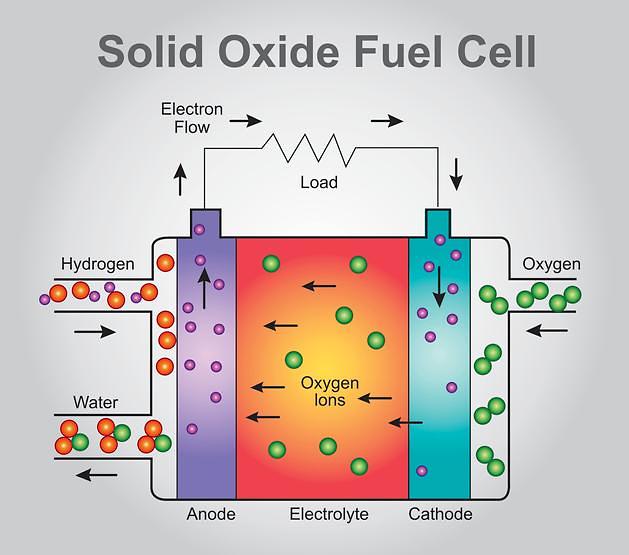 Solid Oxide Fuel Cell
Electron
Flow
Load
Hydrogen
Oxygen
Oxygen
Ions
Water
Anode
Electrolyte
Cathode